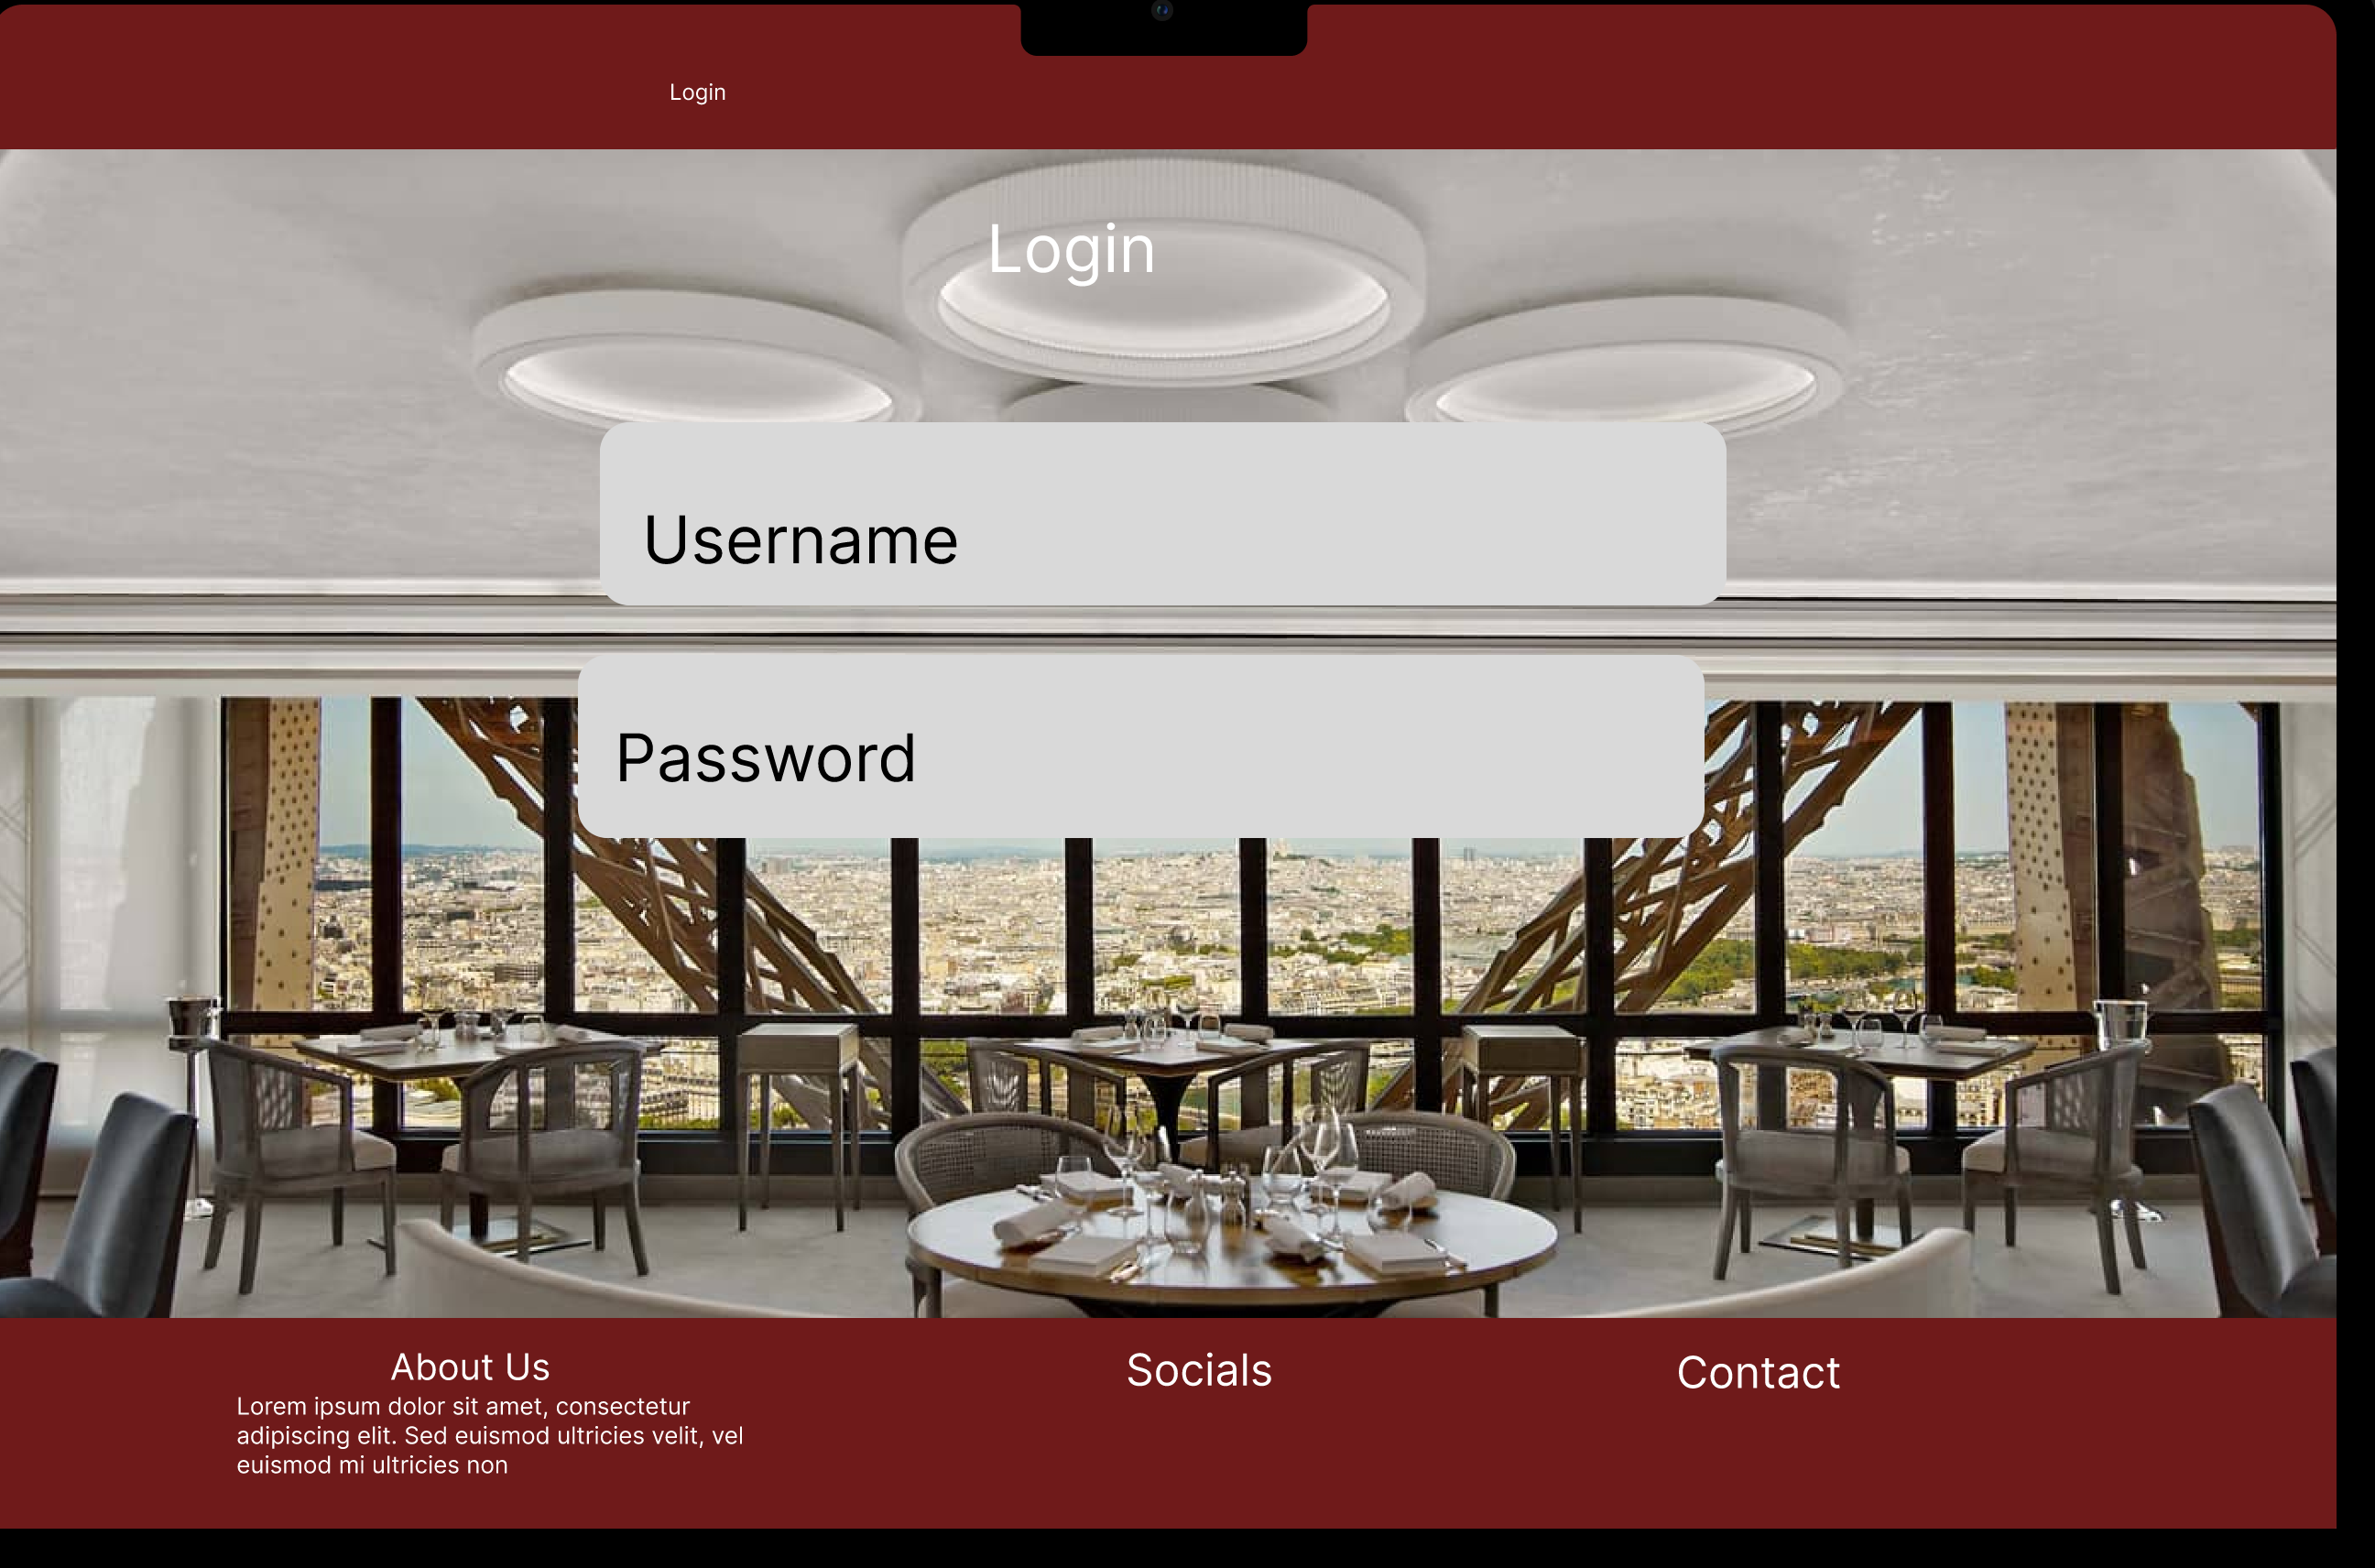 Login
Login
Username
Password
About Us
Lorem ipsum dolor sit amet, consectetur
adipiscing elit. Sed euismod ultricies velit, vel
euismod mi ultricies non
Socials
Contact